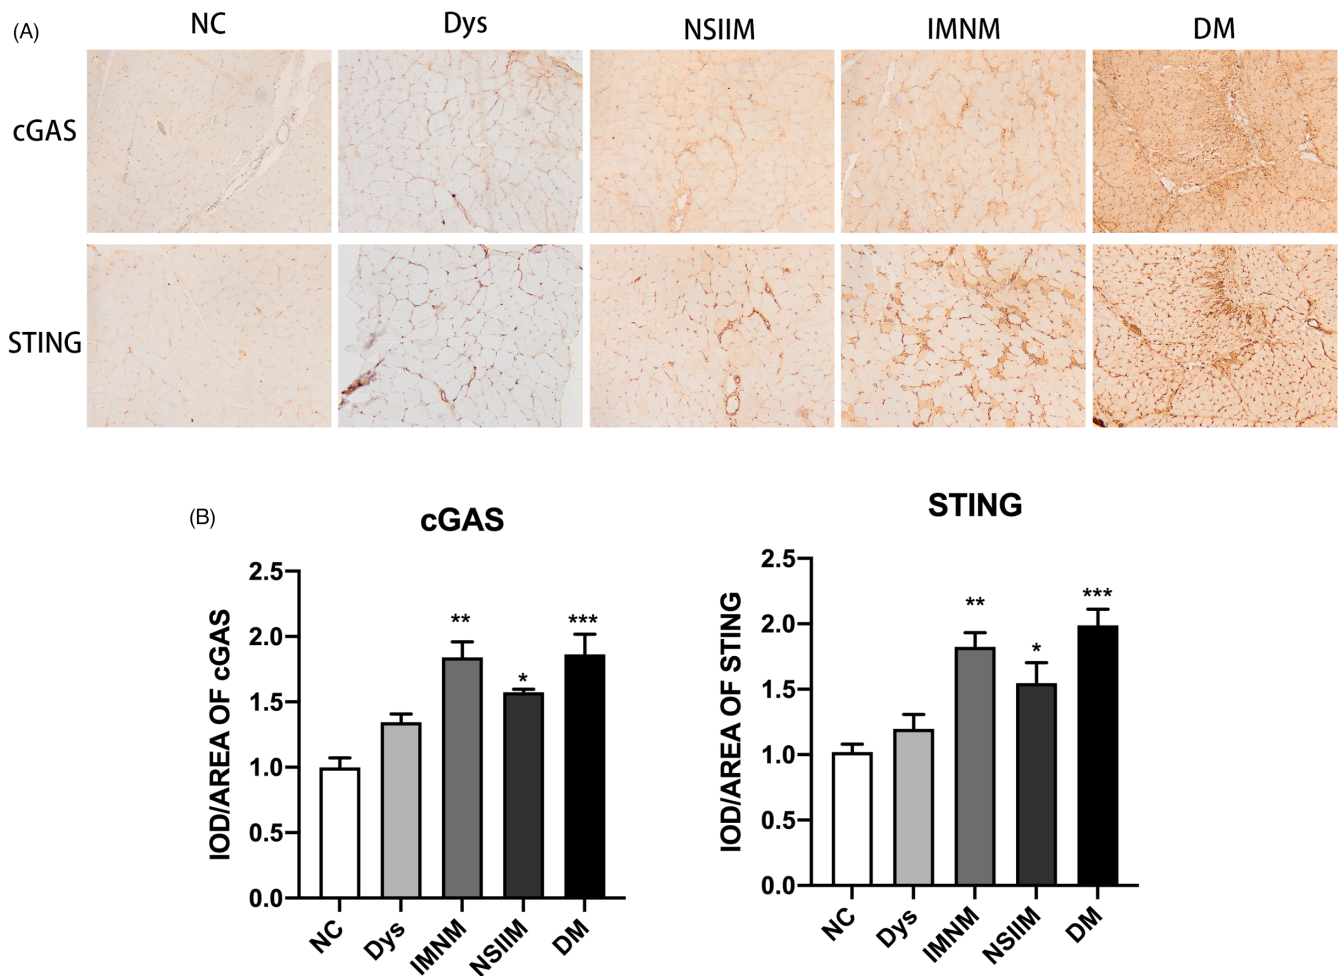 (A) NC Dys NSIIM IMNM DM
cGAS
STING
(B)
cGAS
IOD/AREA OF cGAS
2.5
2.0
1.5
1.0
0.5
0.0
** * ***
NC Dys IMNM NSIIM DM
STING
IOD/AREA OF STING
2.5
2.0
1.5
1.0
0.5
0.0
** * ***
NC Dys IMNM NSIIM DM